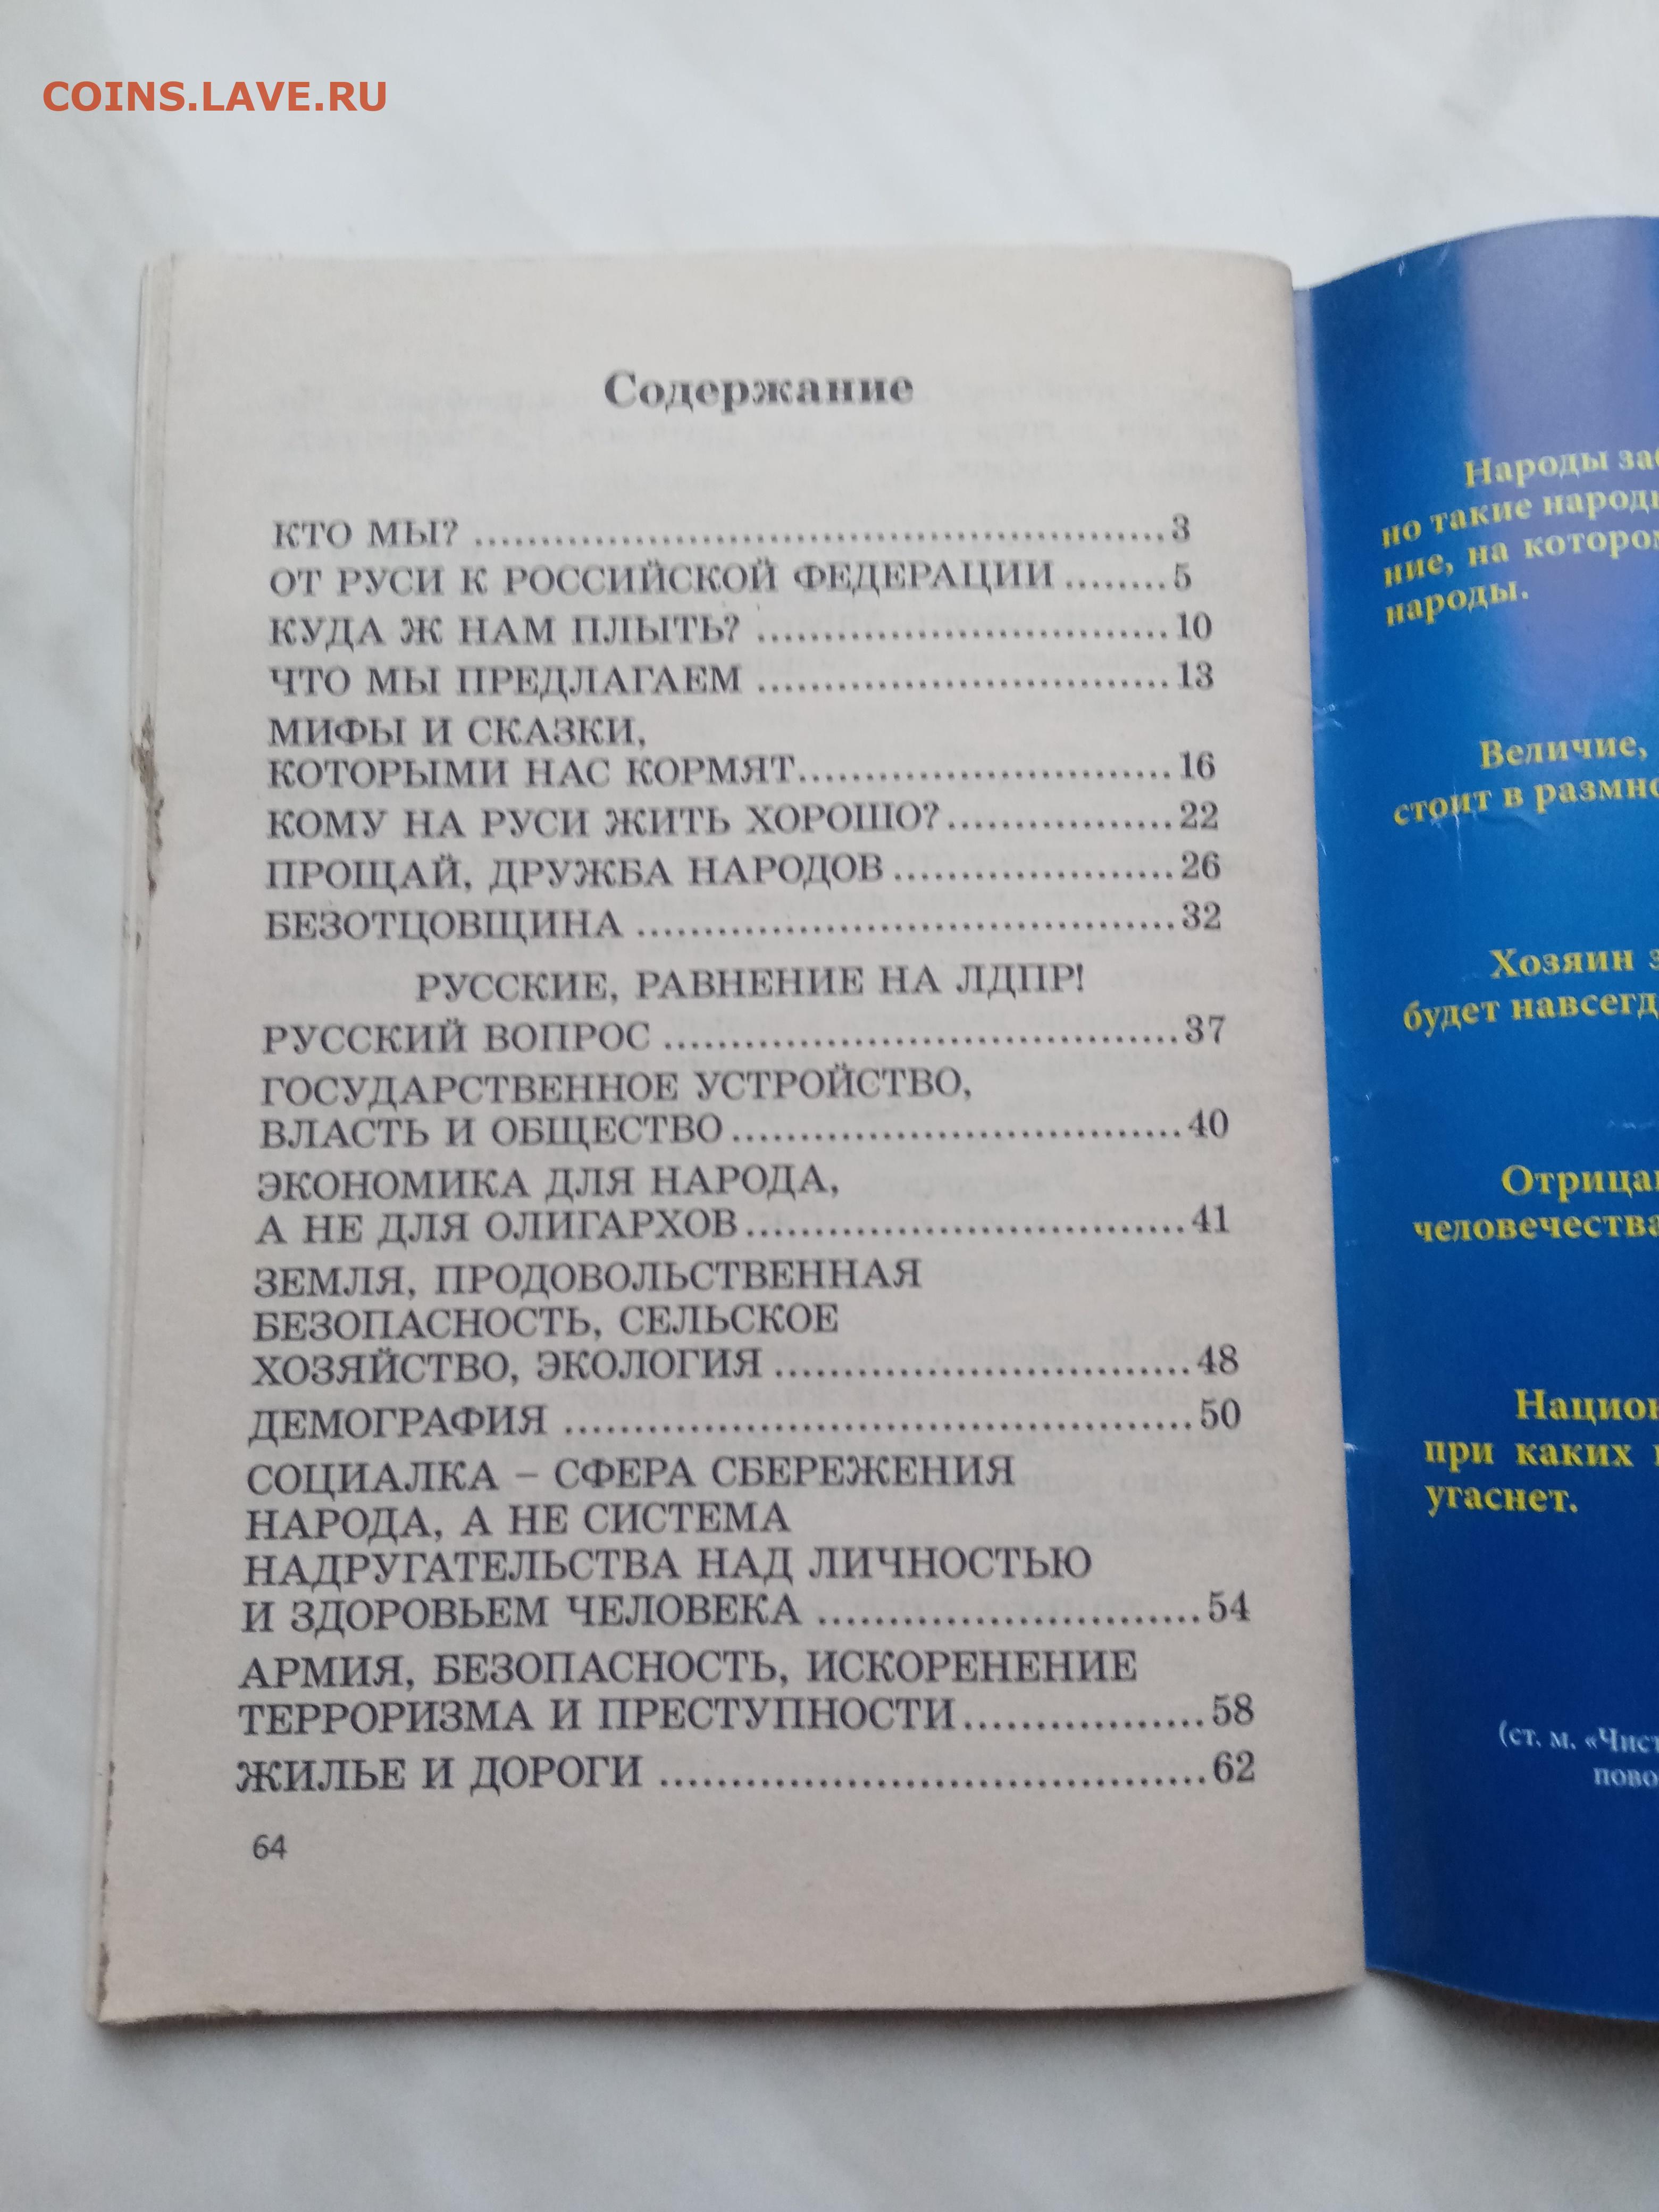 COINS.LAVE.RU
Содержание
КТО МЫ? ........................................................3
ОТ РУСИ К РОССИЙСКОЙ ФЕДЕРАЦИИ ........5
КУДА Ж НАМ ПЛЫТЬ? ................................10
ЧТО МЫ ПРЕДЛАГАЕМ ................................13
МИФЫ И СКАЗКИ,
КОТОРЫМИ НАС КОРМЯТ.............................16
КОМУ НА РУСИ ЖИТЬ ХОРОШО?..................22
ПРОЩАЙ, ДРУЖБА НАРОДОВ ......................26
БЕЗОТЦОВЩИНА ..........................................32
РУССКИЕ, РАВНЕНИЕ НА ЛДПР!
РУССКИЙ ВОПРОС ........................................37
ГОСУДАРСТВЕННОЕ УСТРОЙСТВО,
ВЛАСТЬ И ОБЩЕСТВО...................................40
ЭКОНОМИКА ДЛЯ НАРОДА,
А НЕ ДЛЯ ОЛИГАРХОВ..................................41
ЗЕМЛЯ, ПРОДОВОЛЬСТВЕННАЯ
БЕЗОПАСНОСТЬ, СЕЛЬСКОЕ
ХОЗЯЙСТВО, ЭКОЛОГИЯ ................................48
ДЕМОГРАФИЯ ................................................50
СОЦИАЛКА – СФЕРА СБЕРЕЖЕНИЯ
НАРОДА, А НЕ СИСТЕМА
НАДРУГАТЕЛЬСТВА НАД ЛИЧНОСТЬЮ
И ЗДОРОВЬЕМ ЧЕЛОВЕКА .............................54
АРМИЯ, БЕЗОПАСНОСТЬ, ИСКОРЕНЕНИЕ
ТЕРРОРИЗМА И ПРЕСТУПНОСТИ..................58
ЖИЛЬЕ И ДОРОГИ .........................................62
64
Народы
но такие
ние, на
народы.
Величие,
стоит в
Хозяин
будет
при каких
угаснет.
(ст. м.